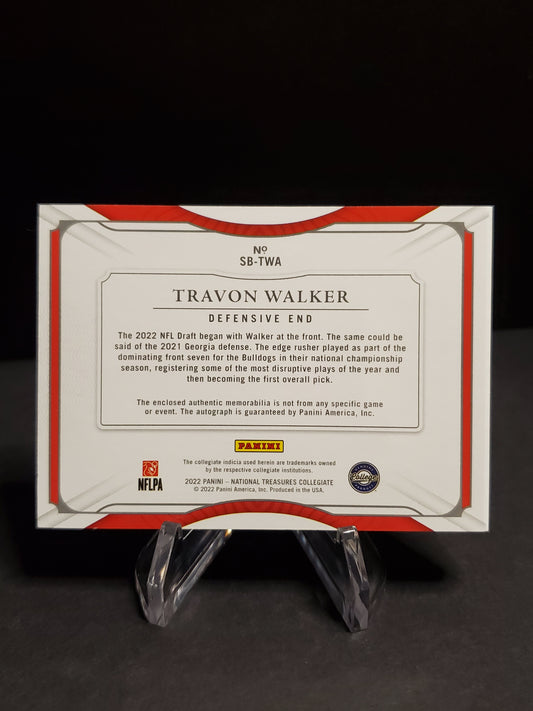 Nº
SB-TWA
TRAVON WALKER
DEFENSIVE END
The 2022 NFL Draft began with Walker at the front. The same could be
said of the 2021 Georgia defense. The edge rusher played as part of the
dominating front seven for the Bulldogs in their national championship
season, registering some of the most disruptive plays of the year and
then becoming the first overall pick.
The enclosed authentic memorabilia is not from any specific game
or event. The autograph is guaranteed by Panini America, Inc.
PANINI
The collegiate indicia used herein are trademarks owned
by the respective collegiate institutions.
NFLPA
College
2022 PANINI – NATIONAL TREASURES COLLEGIATE
© 2022 Panini America, Inc. Produced in the USA.